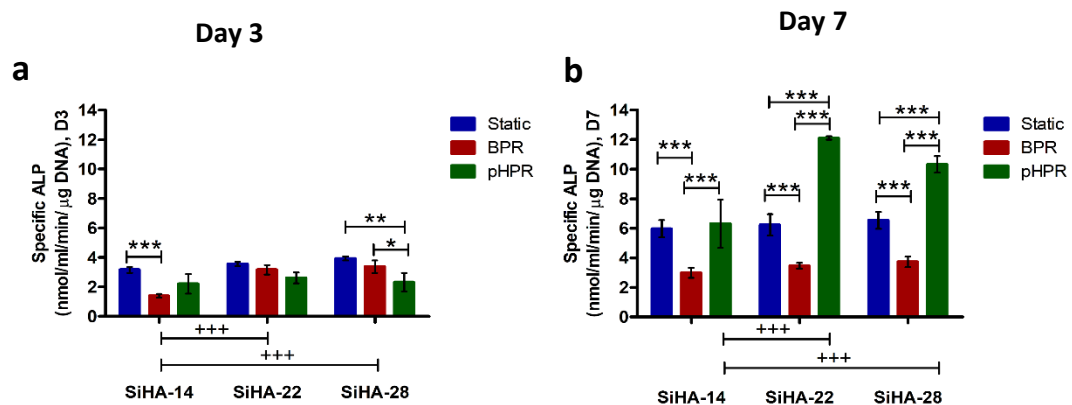 Day 3
a
Specific ALP
(nmol/ml/min/ µg DNA), D3
14
12
10
8
6
4
2
0
***
**
*
Static
BPR
pHPR
+++
+++
SiHA-14
SiHA-22
SiHA-28
Day 7
b
Specific ALP
(nmol/ml/min/ µg DNA), D7
14
12
10
8
6
4
2
0
***
***
***
***
***
***
***
***
Static
BPR
pHPR
+++
+++
SiHA-14
SiHA-22
SiHA-28